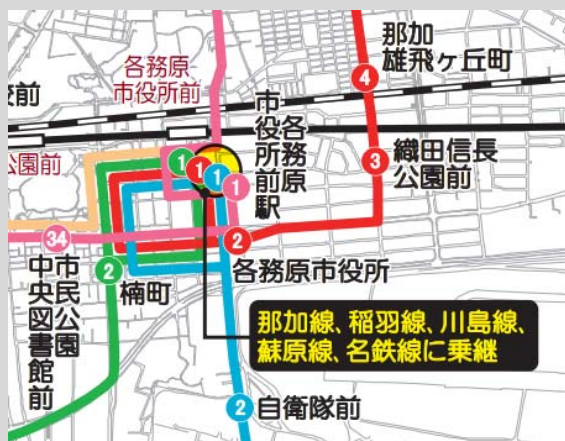 各務原
市役所前
校前
公園前
那加
雄飛ヶ丘町
4
各務原
市役所前駅
3
織田信長
公園前
1
1
1
1
34
市民公園
中央図書館前
2
楠町
2
各務原市役所
那加線、稲羽線、川島線、
蘇原線、名鉄線に乗継
2
自衛隊前